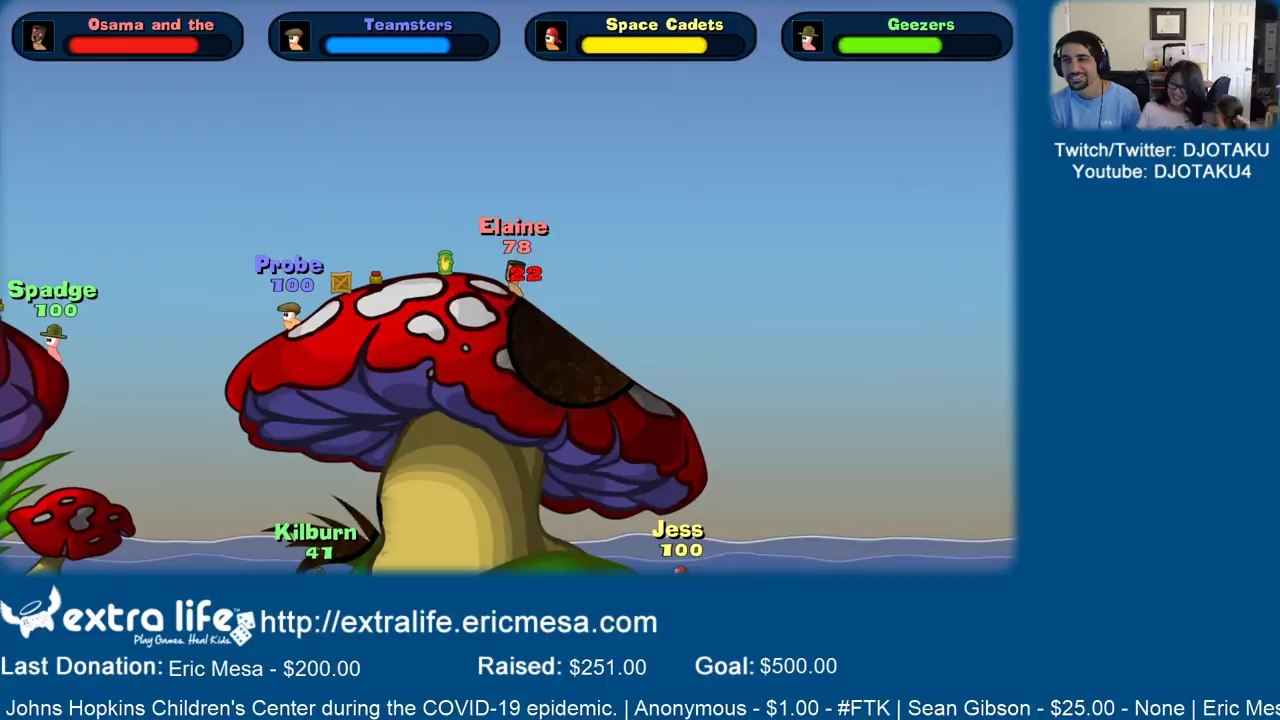 Osama and the
Teamsters
Space Cadets
Geezers
Twitch/Twitter: DJOTAKU
Youtube: DJOTAKU4
Elaine
78
22
Probe
100
Spadge
100
Kilburn
41
Jess
100
extra life
Play Games. Heal Kids.
http://extralife.ericmesa.com
Last Donation: Eric Mesa - $200.00
Raised: $251.00
Goal: $500.00
Johns Hopkins Children's Center during the COVID-19 epidemic. | Anonymous - $1.00 - #FTK | Sean Gibson - $25.00 - None | Eric Mes